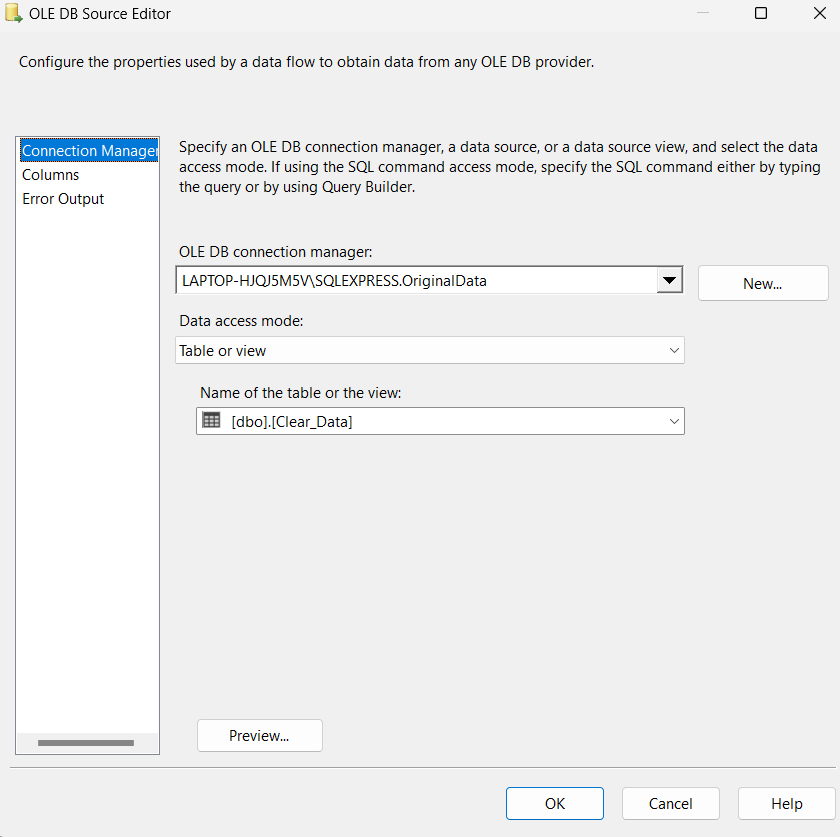 OLE DB Source Editor
Configure the properties used by a data flow to obtain data from any OLE DB provider.
Connection Manager
Columns
Error Output
Specify an OLE DB connection manager, a data source, or a data source view, and select the data
access mode. If using the SQL command access mode, specify the SQL command either by typing
the query or by using Query Builder.
OLE DB connection manager:
LAPTOP-HJQJ5M5V\SQLEXPRESS.OriginalData
New...
Data access mode:
Table or view
Name of the table or the view:
[dbo].[Clear_Data]
Preview...
OK
Cancel
Help